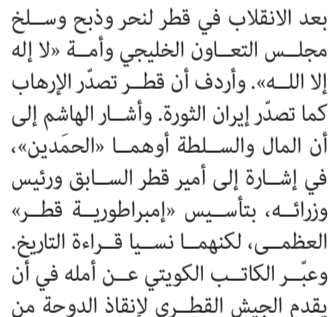 بعد الانقلاب في قطر لنحر وذبح وسلخ
مجلس التعاون الخليجي وأمة «لا إله
إلا الله». وأردف أن قطر تصدّر الإرهاب
كما تصدّر إيران الثورة. وأشار الهاشم إلى
أن المال والسلطة أوهما «الحمَدين»،
في إشارة إلى أمير قطر السابق ورئيس
وزرائه، بتأسيس «إمبراطورية قطر»
العظمى، لكنهما نسيا قراءة التاريخ.
وعبّر الكاتب الكويتي عن أمله في أن
يقدم الجيش القطري لإنقاذ الدوحة من